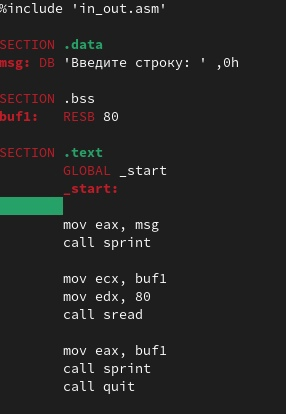 %include 'in_out.asm'
SECTION .data
msg: DB 'Введите строку: ' ,0h
SECTION .bss
buf1: RESB 80
SECTION .text
GLOBAL _start
_start:
mov eax, msg
call sprint
mov ecx, buf1
mov edx, 80
call sread
mov eax, buf1
call sprint
call quit